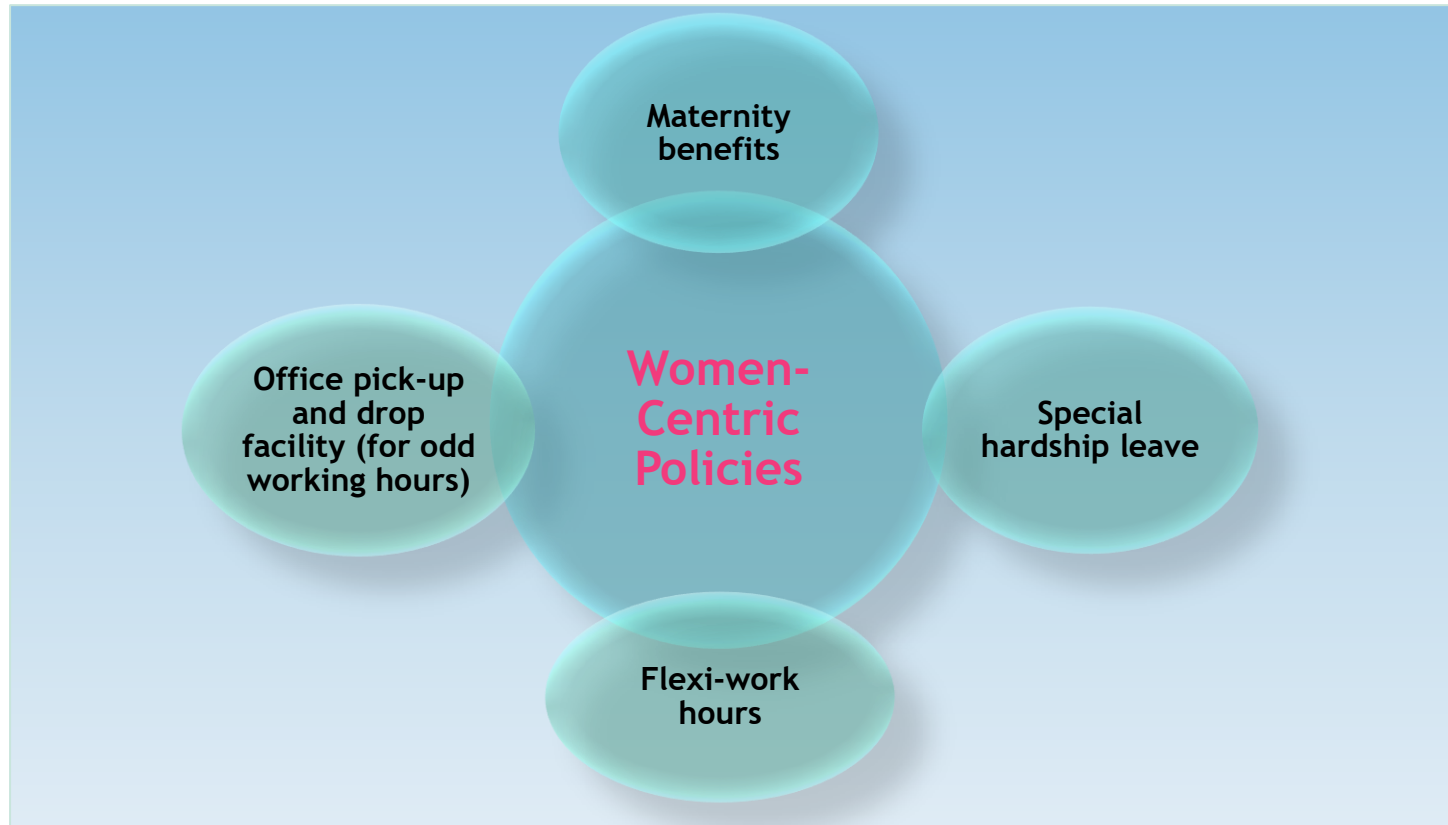 Maternity
benefits
Office pick-up
and drop
facility (for odd
working hours)
Women-
Centric
Policies
Special
hardship leave
Flexi-work
hours